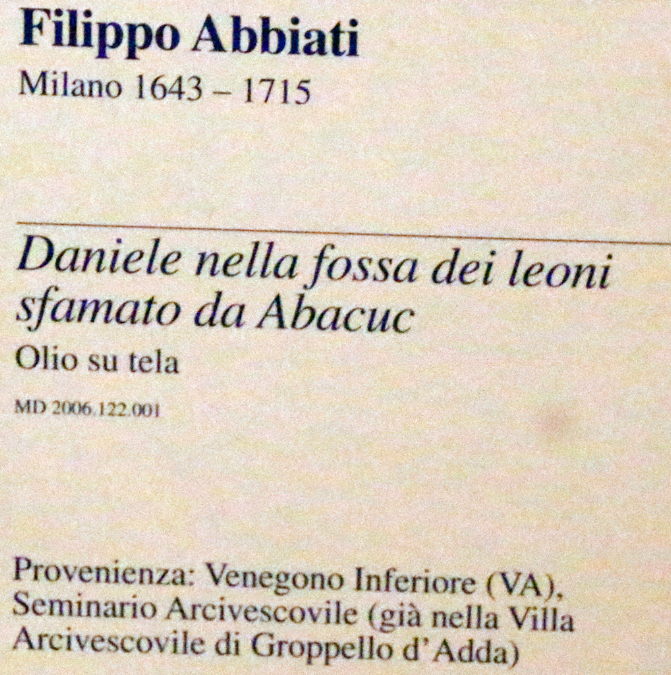 Filippo Abbiati
Milano 1643 – 1715
Daniele nella fossa dei leoni
sfamato da Abacuc
Olio su tela
MD 2006.122.001
Provenienza: Venegono Inferiore (VA),
Seminario Arcivescovile (già nella Villa
Arcivescovile di Groppello d'Adda)